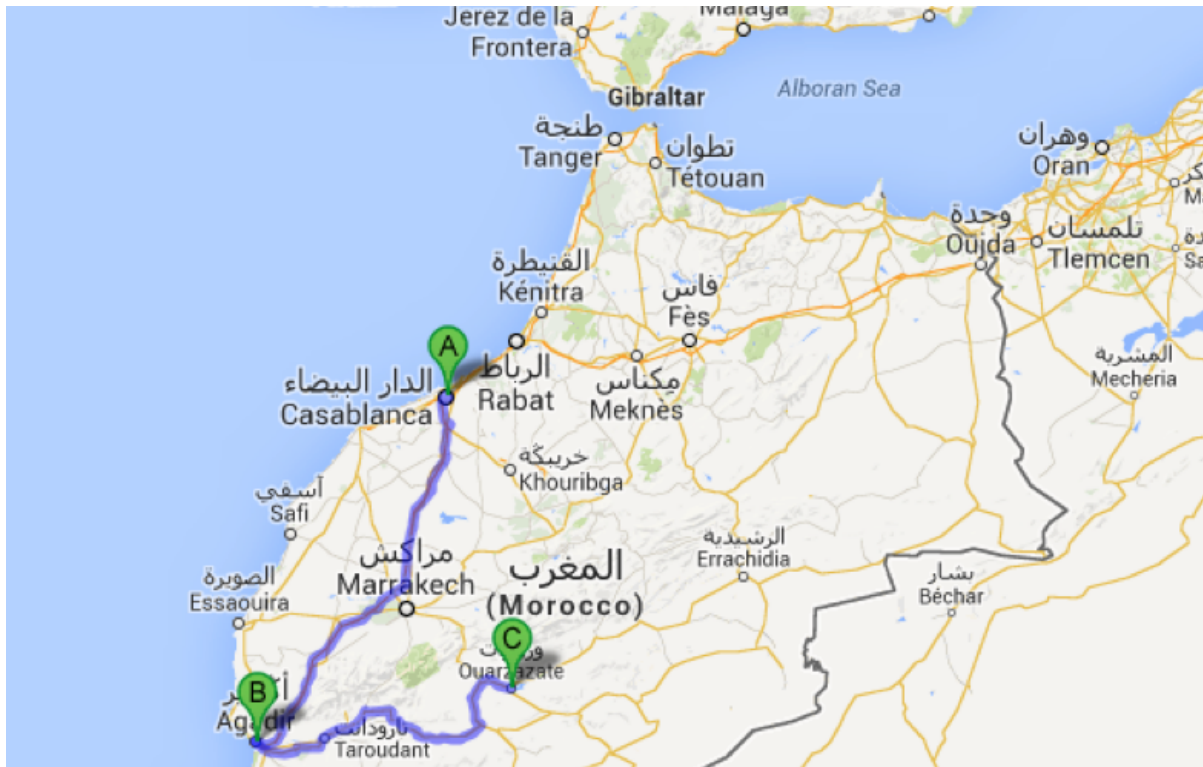 Jerez de la
Frontera
Malaga
Gibraltar
Alboran Sea
طنجة
Tanger
تطوان
Tétouan
وهران
Oran
وجدة
Oujda
تلمسان
Tlemcen
القنيطرة
Kénitra
فاس
Fès
A
الرباط
Rabat
مكناس
Meknès
الدار البيضاء
Casablanca
المشرية
Mecheria
خريبڭة
Khouribga
آسفي
Safi
مراكش
Marrakech
المغرب
(Morocco)
الرشيدية
Errachidia
بشار
Béchar
الصويرة
Essaouira
C
Ouarzazate
B
Agadir
تارودانت
Taroudant